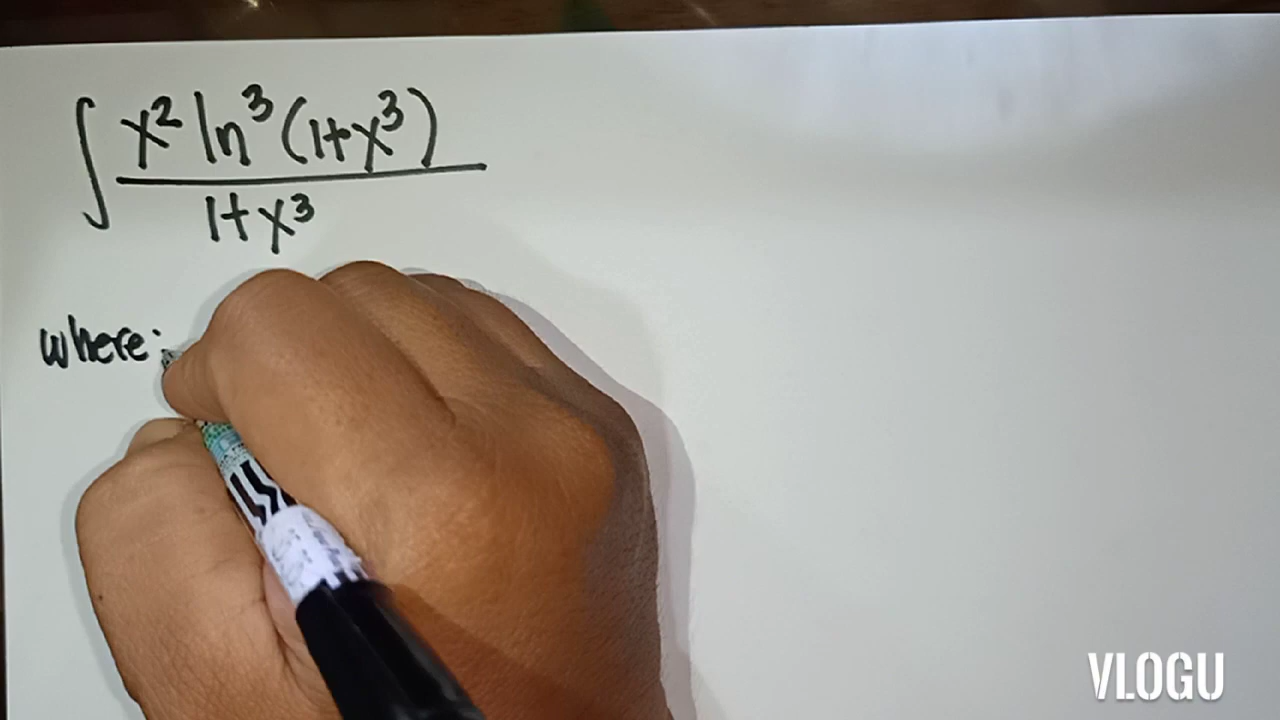 ∫ x² ln³(1+x³)
1+x³
where:
VLOGU